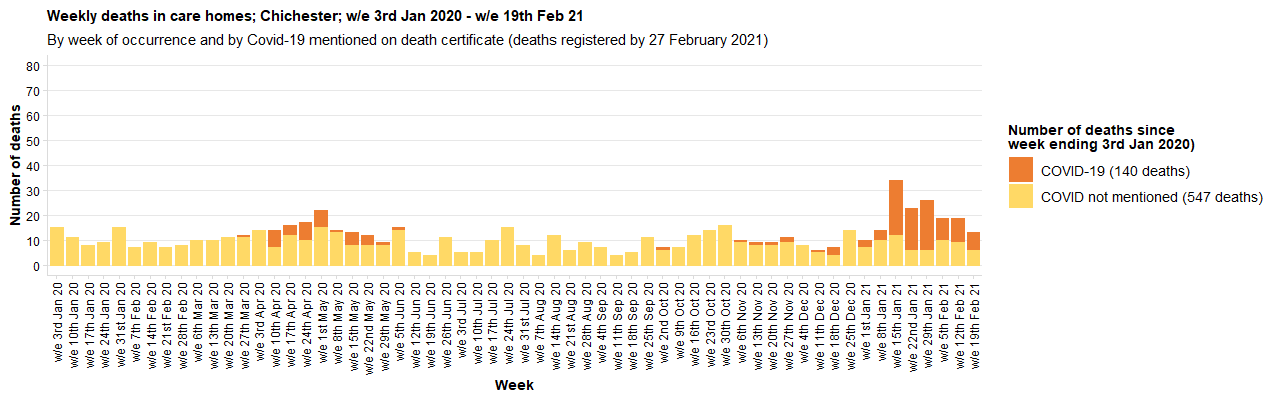 Weekly deaths in care homes; Chichester; w/e 3rd Jan 2020 - w/e 19th Feb 21
By week of occurrence and by Covid-19 mentioned on death certificate (deaths registered by 27 February 2021)
Number of deaths
80
70
60
50
40
30
20
10
0
w/e 3rd Jan 20
w/e 10th Jan 20
w/e 17th Jan 20
w/e 24th Jan 20
w/e 31st Jan 20
w/e 7th Feb 20
w/e 14th Feb 20
w/e 21st Feb 20
w/e 28th Feb 20
w/e 6th Mar 20
w/e 13th Mar 20
w/e 20th Mar 20
w/e 27th Mar 20
w/e 3rd Apr 20
w/e 10th Apr 20
w/e 17th Apr 20
w/e 24th Apr 20
w/e 1st May 20
w/e 8th May 20
w/e 15th May 20
w/e 22nd May 20
w/e 29th May 20
w/e 5th Jun 20
w/e 12th Jun 20
w/e 19th Jun 20
w/e 26th Jun 20
w/e 3rd Jul 20
w/e 10th Jul 20
w/e 17th Jul 20
w/e 24th Jul 20
w/e 31st Jul 20
w/e 7th Aug 20
w/e 14th Aug 20
w/e 21st Aug 20
w/e 28th Aug 20
w/e 4th Sep 20
w/e 11th Sep 20
w/e 18th Sep 20
w/e 25th Sep 20
w/e 2nd Oct 20
w/e 9th Oct 20
w/e 16th Oct 20
w/e 23rd Oct 20
w/e 30th Oct 20
w/e 6th Nov 20
w/e 13th Nov 20
w/e 20th Nov 20
w/e 27th Nov 20
w/e 4th Dec 20
w/e 11th Dec 20
w/e 18th Dec 20
w/e 25th Dec 20
w/e 1st Jan 21
w/e 8th Jan 21
w/e 15th Jan 21
w/e 22nd Jan 21
w/e 29th Jan 21
w/e 5th Feb 21
w/e 12th Feb 21
w/e 19th Feb 21
Week
Number of deaths since
week ending 3rd Jan 2020)
COVID-19 (140 deaths)
COVID not mentioned (547 deaths)